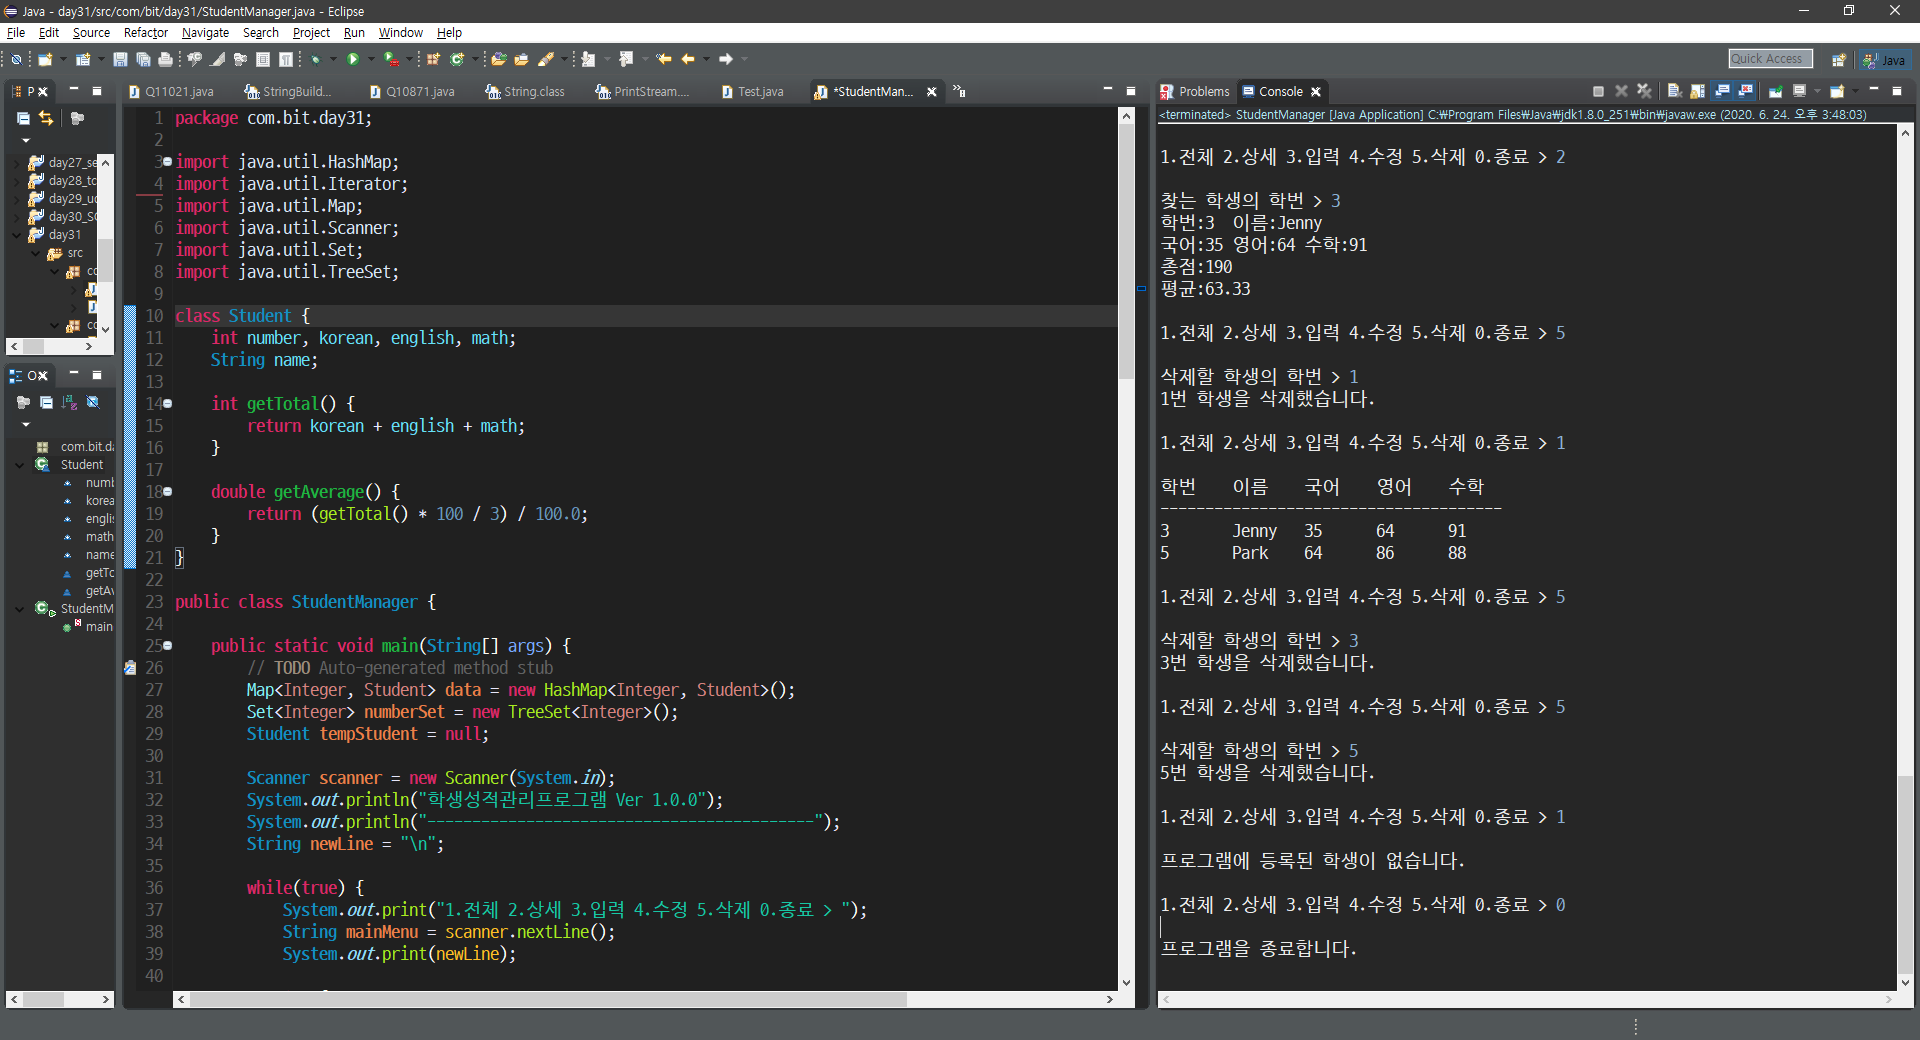 Java - day31/src/com/bit/day31/StudentManager.java - Eclipse
File Edit Source Refactor Navigate Search Project Run Window Help
Quick Access
Java
P
Q11021.java StringBuild... Q10871.java String.class PrintStream.... Test.java *StudentMan...
Problems Console
day27_se
day28_to
day29_uc
day30_SC
day31
src
co
co
O
com.bit.da
Student
numb
korea
englis
math
name
getTo
getAv
StudentM
main
1 package com.bit.day31;
2
3 import java.util.HashMap;
4 import java.util.Iterator;
5 import java.util.Map;
6 import java.util.Scanner;
7 import java.util.Set;
8 import java.util.TreeSet;
9
10 class Student {
11 int number, korean, english, math;
12 String name;
13
14 int getTotal() {
15 return korean + english + math;
16 }
17
18 double getAverage() {
19 return (getTotal() * 100 / 3) / 100.0;
20 }
21 }
22
23 public class StudentManager {
24
25 public static void main(String[] args) {
26 // TODO Auto-generated method stub
27 Map<Integer, Student> data = new HashMap<Integer, Student>();
28 Set<Integer> numberSet = new TreeSet<Integer>();
29 Student tempStudent = null;
30
31 Scanner scanner = new Scanner(System.in);
32 System.out.println("학생성적관리프로그램 Ver 1.0.0");
33 System.out.println("-------------------------------------------");
34 String newLine = "\n";
35
36 while(true) {
37 System.out.print("1.전체 2.상세 3.입력 4.수정 5.삭제 0.종료 > ");
38 String mainMenu = scanner.nextLine();
39 System.out.print(newLine);
40
<terminated> StudentManager [Java Application] C:₩Program Files₩Java₩jdk1.8.0_251₩bin₩javaw.exe (2020. 6. 24. 오후 3:48:03)
1.전체 2.상세 3.입력 4.수정 5.삭제 0.종료 > 2
찾는 학생의 학번 > 3
학번:3 이름:Jenny
국어:35 영어:64 수학:91
총점:190
평균:63.33
1.전체 2.상세 3.입력 4.수정 5.삭제 0.종료 > 5
삭제할 학생의 학번 > 1
1번 학생을 삭제했습니다.
1.전체 2.상세 3.입력 4.수정 5.삭제 0.종료 > 1
학번 이름 국어 영어 수학
--------------------------------------
3 Jenny 35 64 91
5 Park 64 86 88
1.전체 2.상세 3.입력 4.수정 5.삭제 0.종료 > 5
삭제할 학생의 학번 > 3
3번 학생을 삭제했습니다.
1.전체 2.상세 3.입력 4.수정 5.삭제 0.종료 > 5
삭제할 학생의 학번 > 5
5번 학생을 삭제했습니다.
1.전체 2.상세 3.입력 4.수정 5.삭제 0.종료 > 1
프로그램에 등록된 학생이 없습니다.
1.전체 2.상세 3.입력 4.수정 5.삭제 0.종료 > 0
프로그램을 종료합니다.